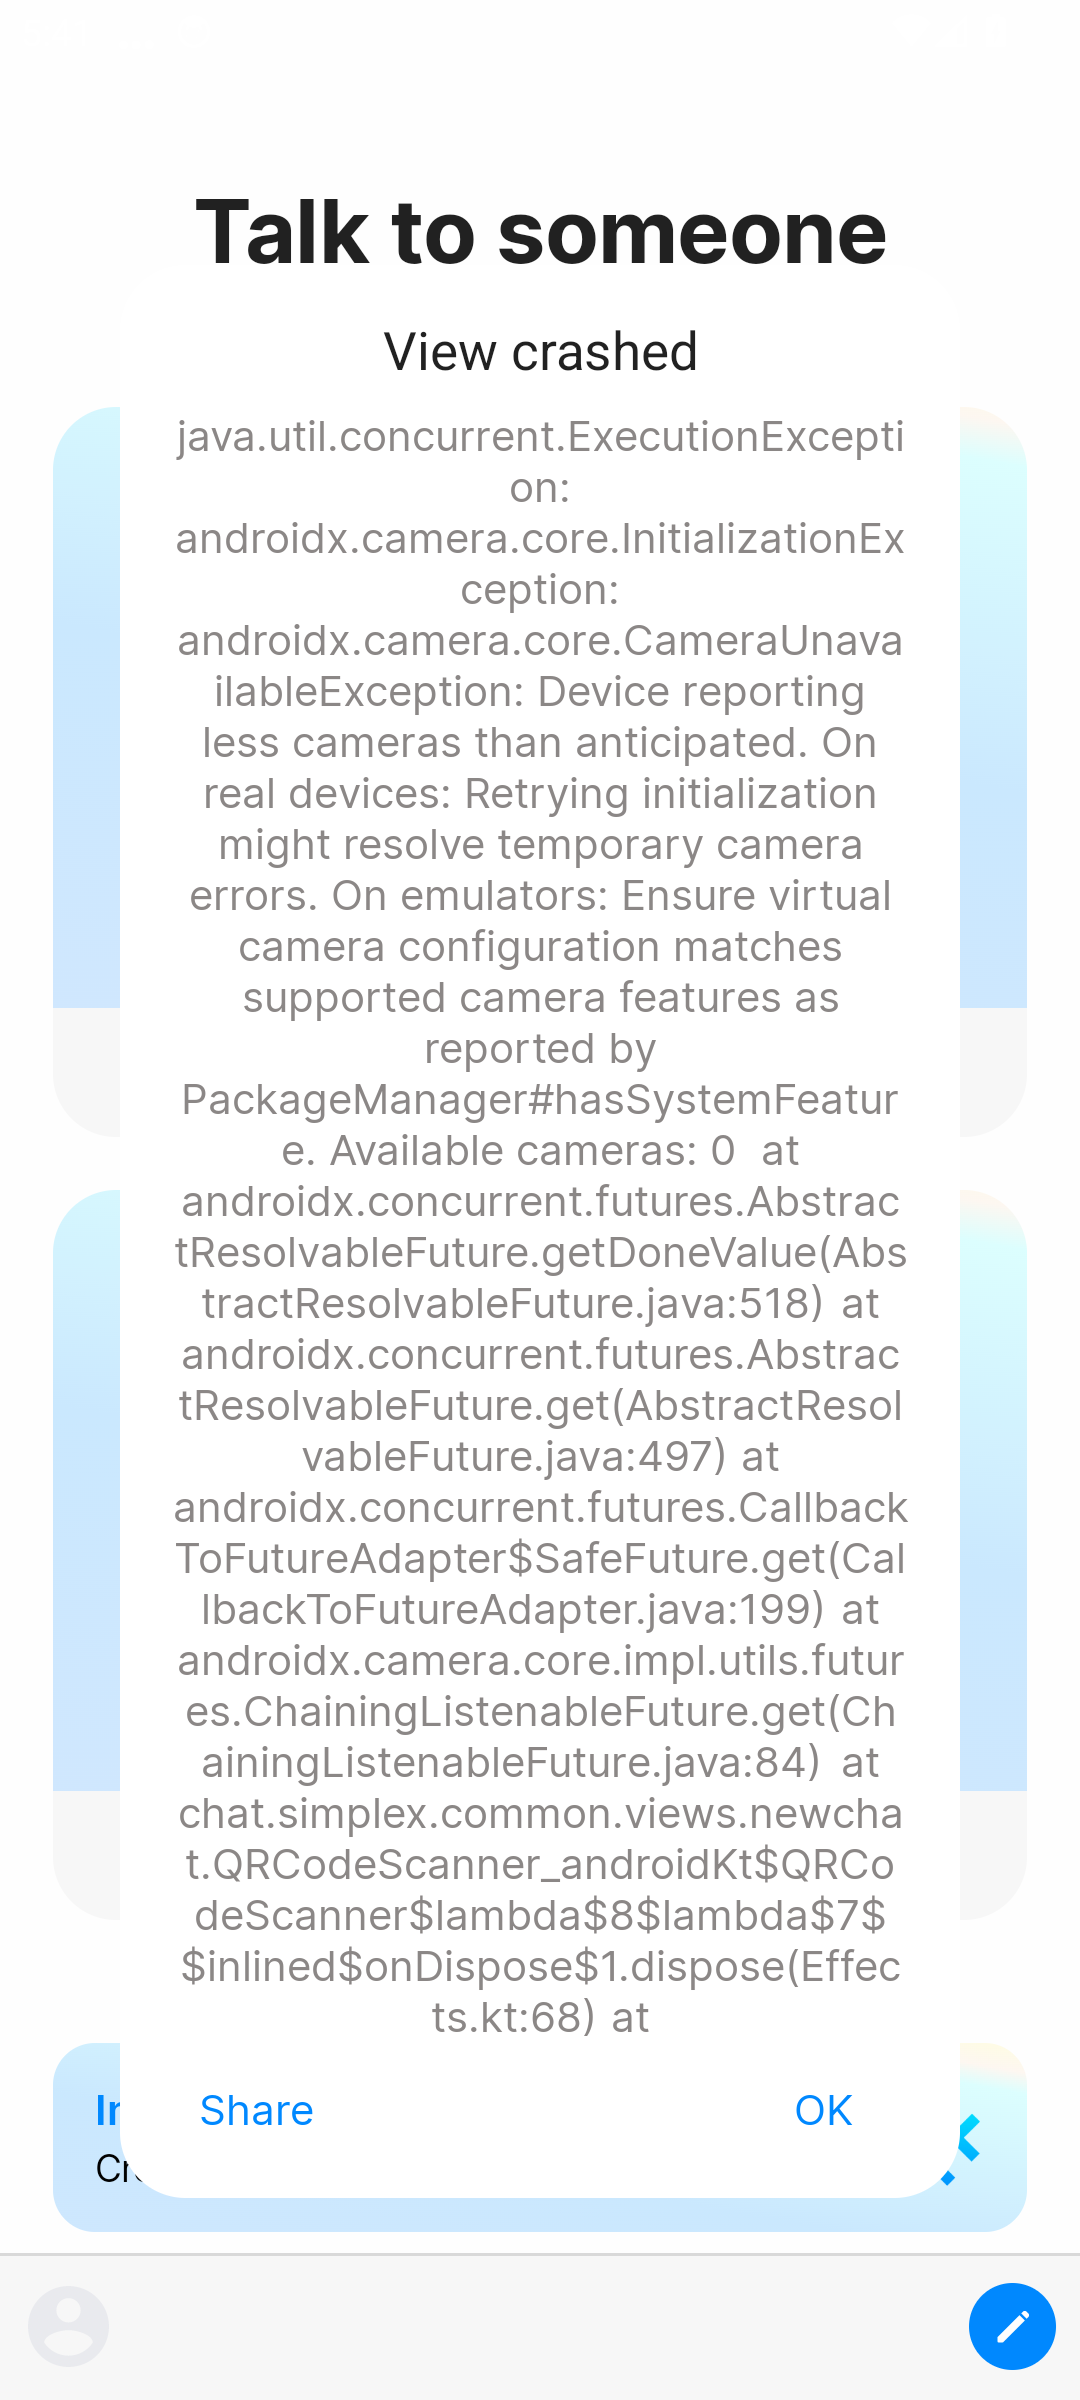 Talk to someone
View crashed
java.util.concurrent.ExecutionExcepti
on:
androidx.camera.core.InitializationEx
ception:
androidx.camera.core.CameraUnava
ilableException: Device reporting
less cameras than anticipated. On
real devices: Retrying initialization
might resolve temporary camera
errors. On emulators: Ensure virtual
camera configuration matches
supported camera features as
reported by
PackageManager#hasSystemFeatur
e. Available cameras: 0  at
androidx.concurrent.futures.Abstrac
tResolvableFuture.getDoneValue(Abs
tractResolvableFuture.java:518) at
androidx.concurrent.futures.Abstrac
tResolvableFuture.get(AbstractResol
vableFuture.java:497) at
androidx.concurrent.futures.Callback
ToFutureAdapter$SafeFuture.get(Cal
lbackToFutureAdapter.java:199) at
androidx.camera.core.impl.utils.futur
es.ChainingListenableFuture.get(Ch
ainingListenableFuture.java:84)  at
chat.simplex.common.views.newcha
t.QRCodeScanner_androidKt$QRCo
deScanner$lambda$8$lambda$7$
$inlined$onDispose$1.dispose(Effec
ts.kt:68) at
Share
OK